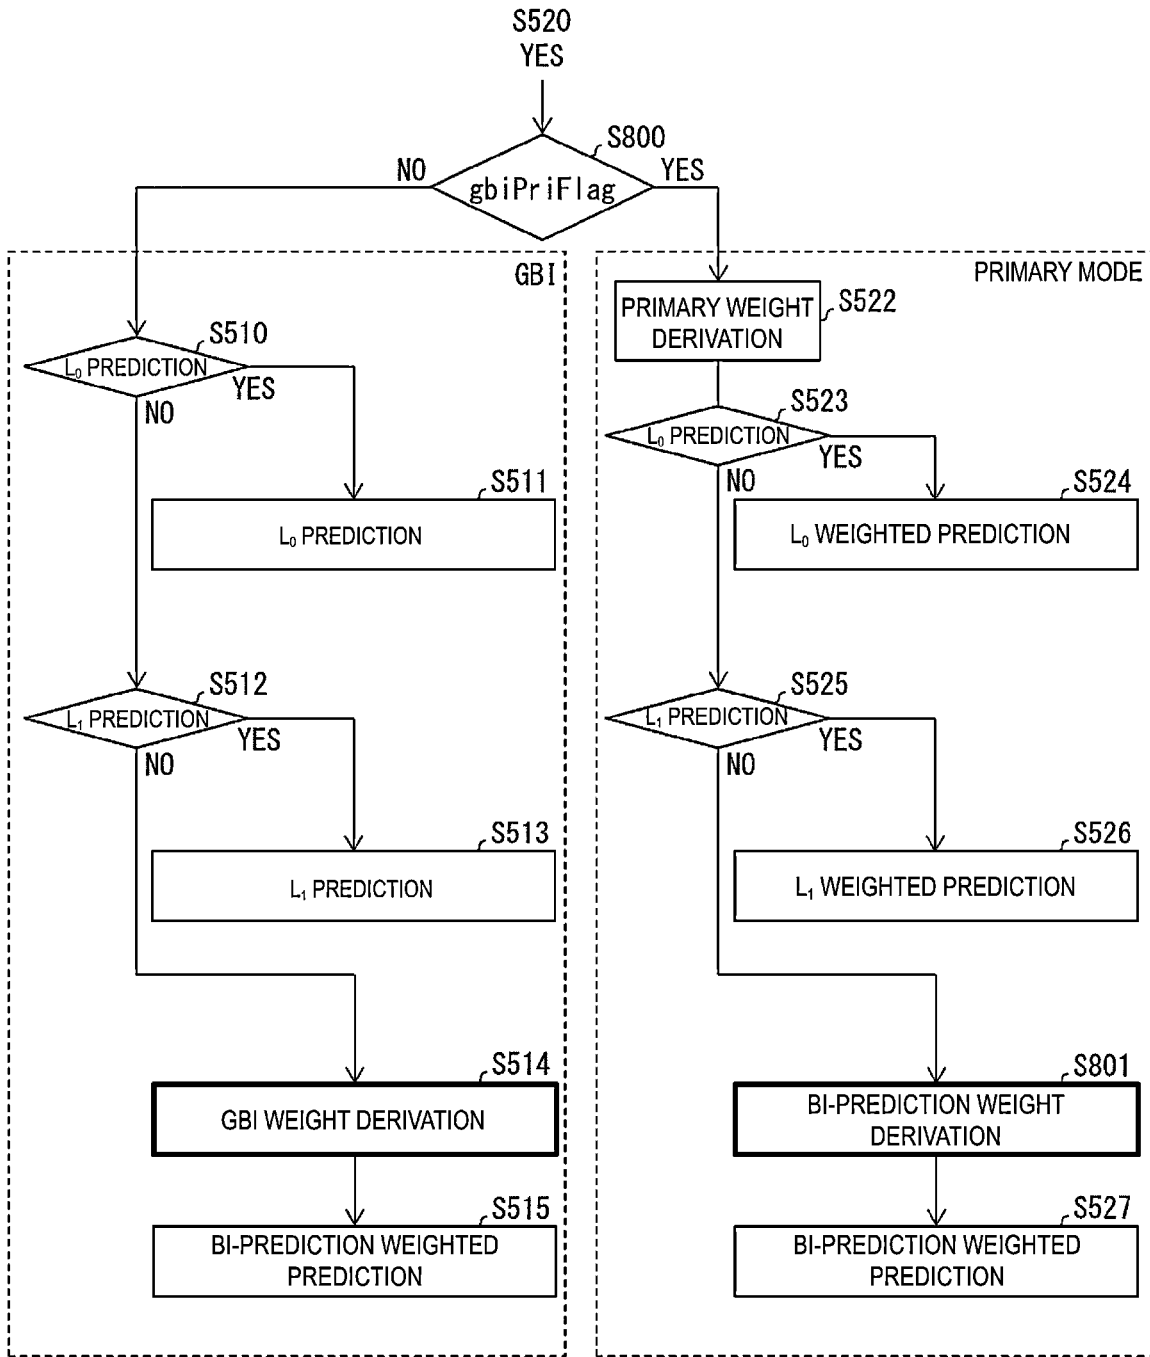 S520
YES
S800
NO
YES
gbiPriFlag
GBI
S510
L₀ PREDICTION
YES
NO
S511
L₀ PREDICTION
S512
L₁ PREDICTION
YES
NO
S513
L₁ PREDICTION
S514
GBI WEIGHT DERIVATION
S515
BI-PREDICTION WEIGHTED
PREDICTION
PRIMARY MODE
S522
PRIMARY WEIGHT
DERIVATION
S523
L₀ PREDICTION
YES
NO
S524
L₀ WEIGHTED PREDICTION
S525
L₁ PREDICTION
YES
NO
S526
L₁ WEIGHTED PREDICTION
S801
BI-PREDICTION WEIGHT
DERIVATION
S527
BI-PREDICTION WEIGHTED
PREDICTION